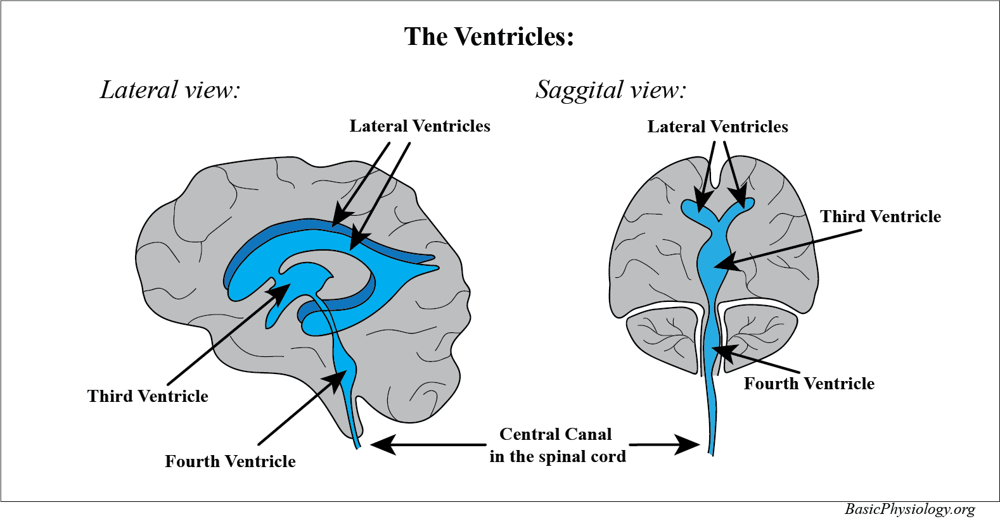 The Ventricles:
Lateral view:
Saggital view:
Lateral Ventricles
Lateral Ventricles
Third Ventricle
Third Ventricle
Fourth Ventricle
Fourth Ventricle
Central Canal
in the spinal cord
BasicPhysiology.org